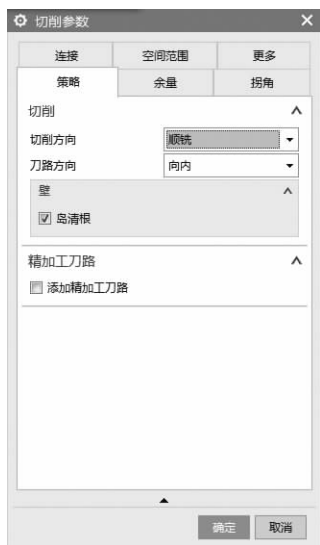 切削参数
连接 空间范围 更多
策略 余量 拐角
切削
切削方向 顺铣
刀路方向 向内
壁
岛清根
精加工刀路
添加精加工刀路
确定 取消